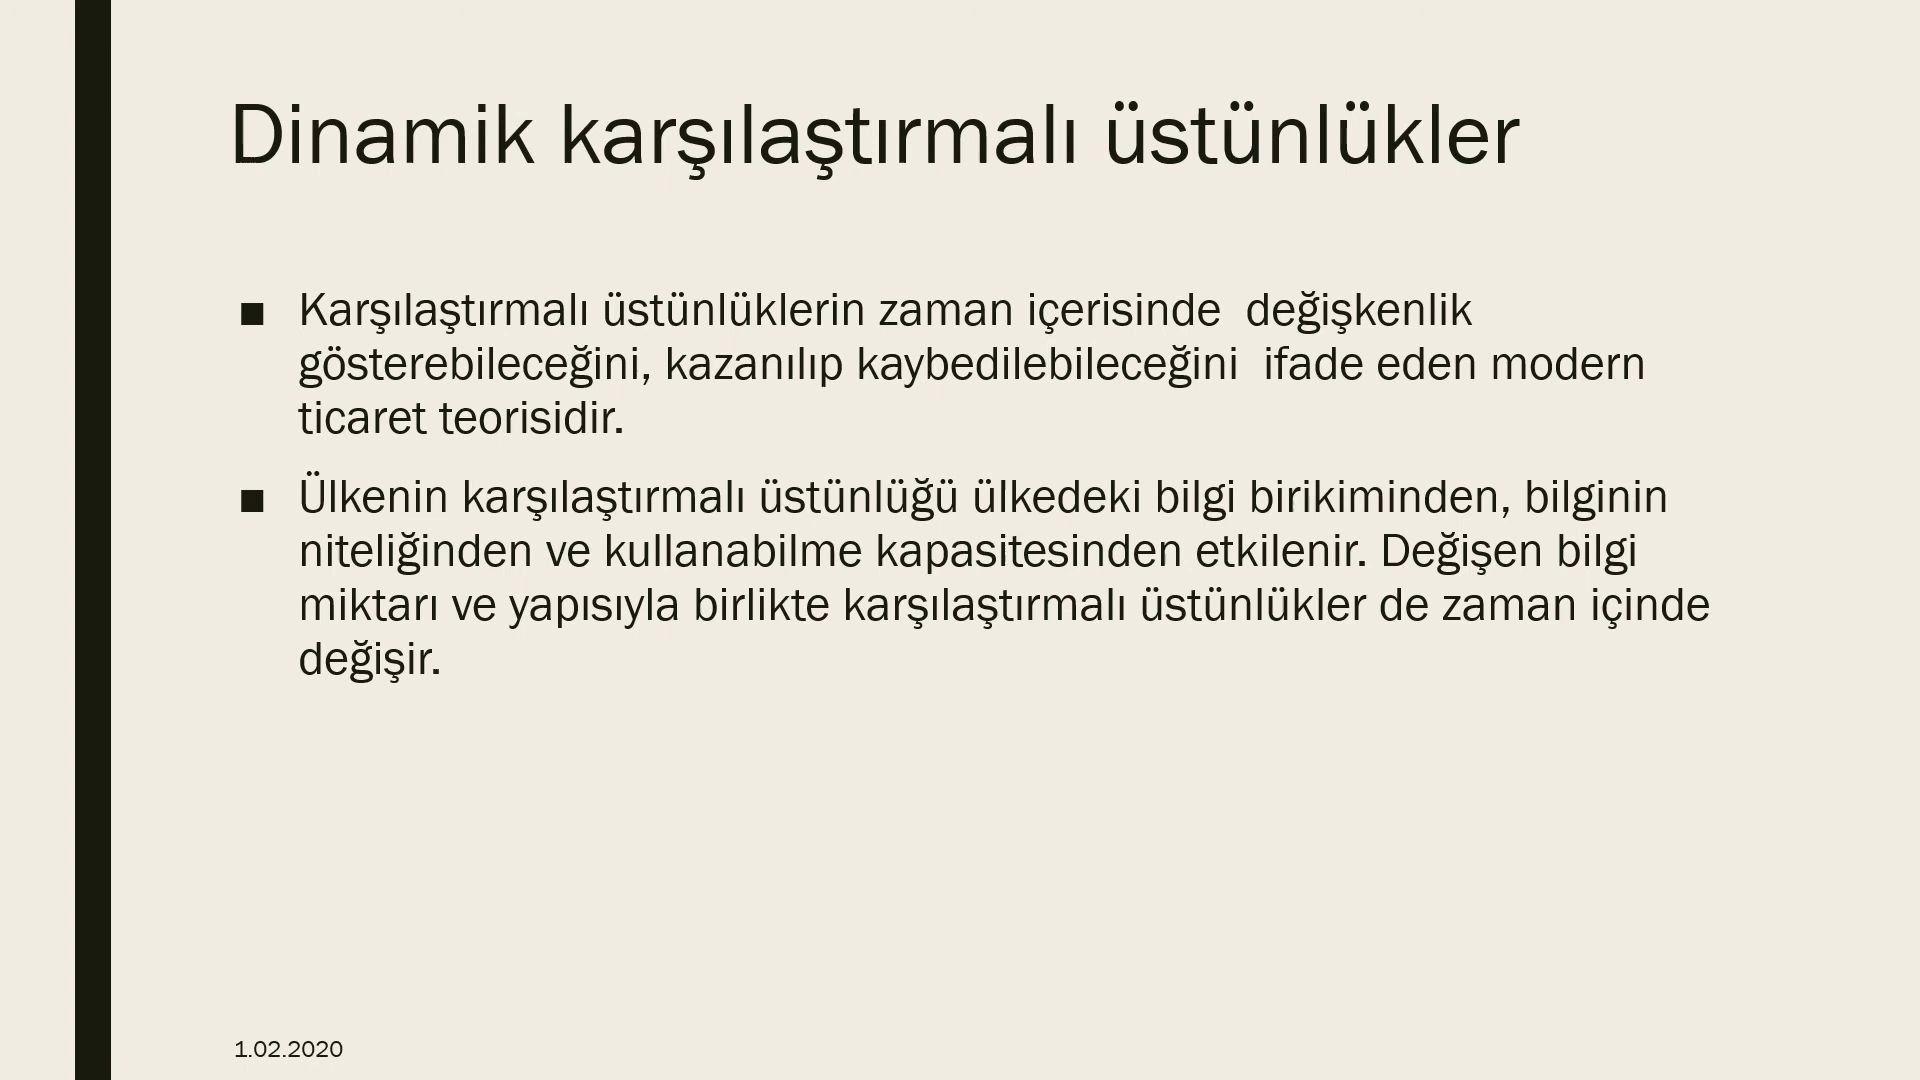 Dinamik karşılaştırmalı üstünlükler
■ Karşılaştırmalı üstünlüklerin zaman içerisinde  değişkenlik
gösterebileceğini, kazanılıp kaybedilebileceğini  ifade eden modern
ticaret teorisidir.
■ Ülkenin karşılaştırmalı üstünlüğü ülkedeki bilgi birikiminden, bilginin
niteliğinden ve kullanabilme kapasitesinden etkilenir. Değişen bilgi
miktarı ve yapısıyla birlikte karşılaştırmalı üstünlükler de zaman içinde
değişir.
1.02.2020